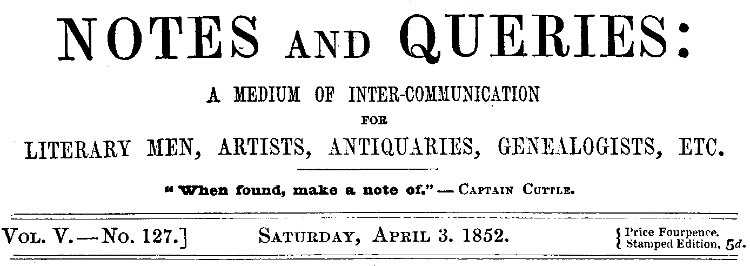 NOTES AND QUERIES:
A MEDIUM OF INTER-COMMUNICATION
FOR
LITERARY MEN, ARTISTS, ANTIQUARIES, GENEALOGISTS, ETC.
"When found, make a note of."—CAPTAIN CUTTLE.
VOL. V.—No. 127.] SATURDAY, APRIL 3. 1852. { Price Fourpence.
{ Stamped Edition, 5d.